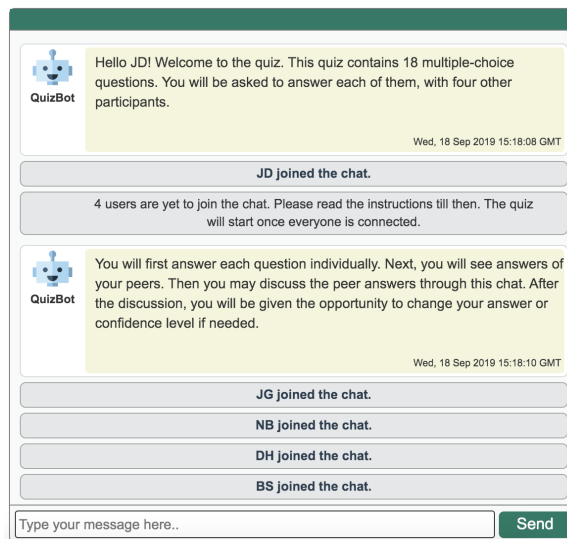 Hello JD! Welcome to the quiz. This quiz contains 18 multiple-choice
questions. You will be asked to answer each of them, with four other
participants.
QuizBot
Wed, 18 Sep 2019 15:18:08 GMT
JD joined the chat.
4 users are yet to join the chat. Please read the instructions till then. The quiz
will start once everyone is connected.
You will first answer each question individually. Next, you will see answers of
your peers. Then you may discuss the peer answers through this chat. After
the discussion, you will be given the opportunity to change your answer or
confidence level if needed.
QuizBot
Wed, 18 Sep 2019 15:18:10 GMT
JG joined the chat.
NB joined the chat.
DH joined the chat.
BS joined the chat.
Type your message here..
Send